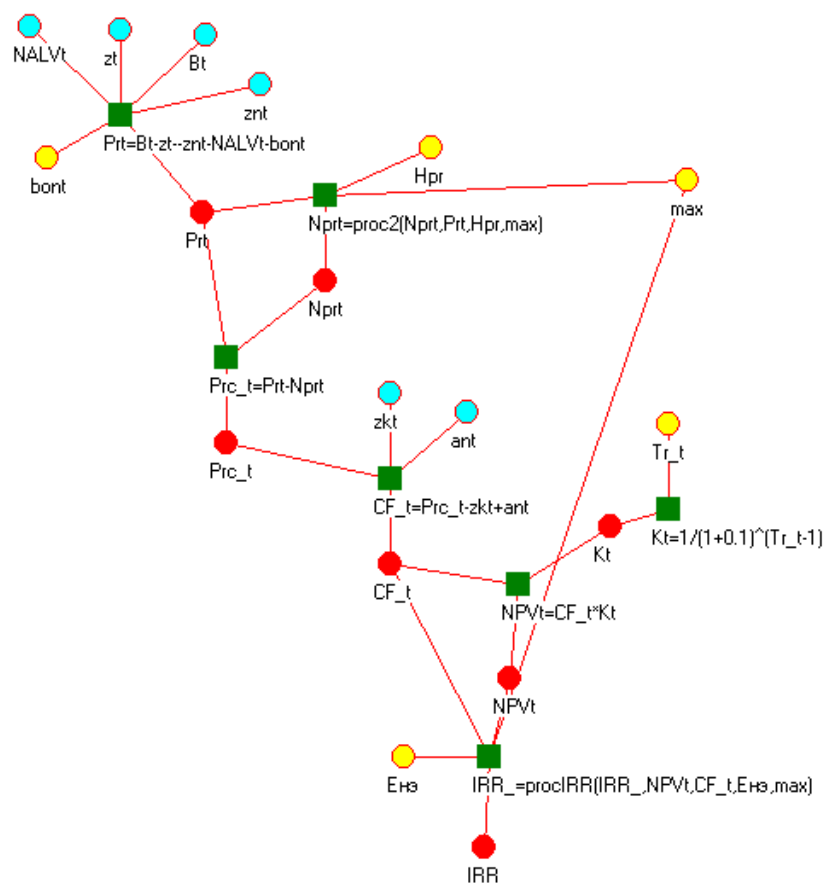 NALVt
zt
Bt
znt
Prt=Bt-zt--znt-NALVt-bont
bont
Hpr
max
Prt
Nprt=proc2(Nprt,Prt,Hpr,max)
Nprt
Prc_t=Prt-Nprt
zkt
ant
Tr_t
Prc_t
CF_t=Prc_t-zkt+ant
Kt
Kt=1/(1+0.1)^(Tr_t-1)
CF_t
NPVt=CF_t*Kt
NPVt
Енэ
IRR_=procIRR(IRR_,NPVt,CF_t,Енэ,max)
IRR